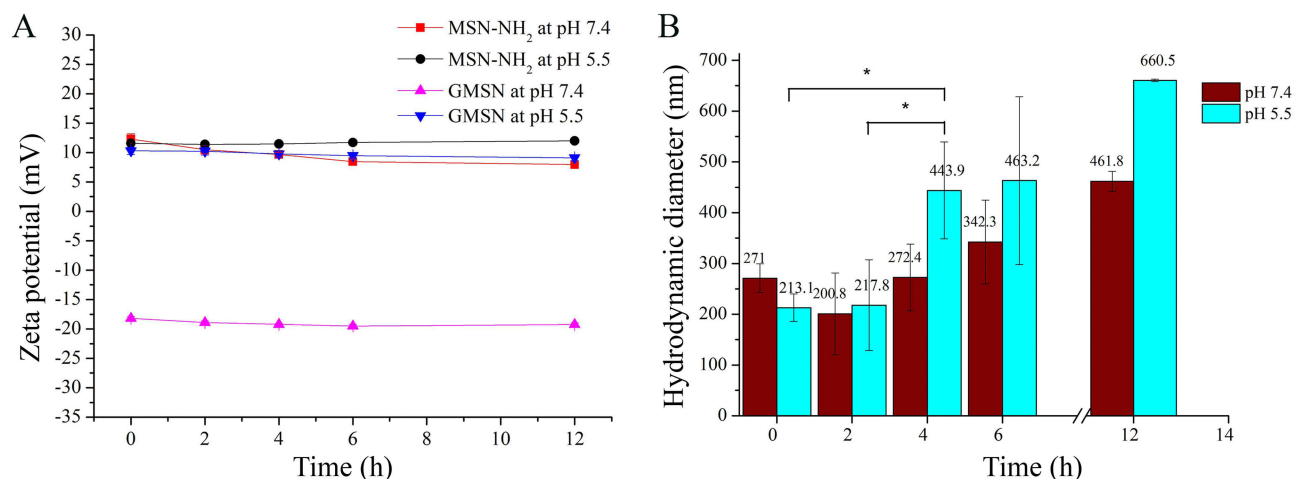 A
Zeta potential (mV)
30
25
20
15
10
5
0
-5
-10
-15
-20
-25
-30
-35
MSN-NH₂ at pH 7.4
MSN-NH₂ at pH 5.5
GMSN at pH 7.4
GMSN at pH 5.5
0 2 4 6 8 10 12
Time (h)
B
Hydrodynamic diameter (nm)
700
600
500
400
300
200
100
0
pH 7.4
pH 5.5
*
*
271
213.1
200.8
217.8
272.4
443.9
342.3
463.2
461.8
660.5
0 2 4 6 12 14
Time (h)